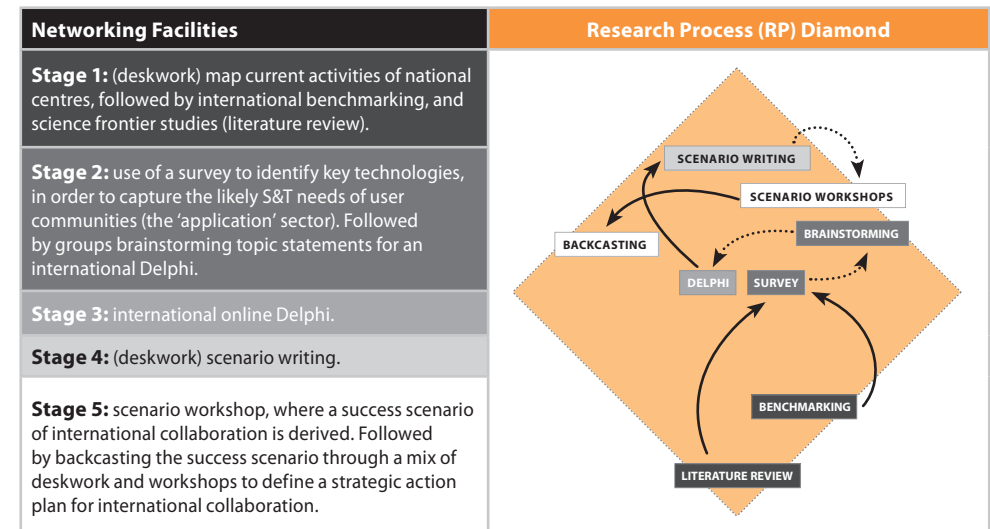 Networking Facilities
Research Process (RP) Diamond
Stage 1: (deskwork) map current activities of national
centres, followed by international benchmarking, and
science frontier studies (literature review).
Stage 2: use of a survey to identify key technologies,
in order to capture the likely S&T needs of user
communities (the ‘application’ sector). Followed
by groups brainstorming topic statements for an
international Delphi.
Stage 3: international online Delphi.
Stage 4: (deskwork) scenario writing.
Stage 5: scenario workshop, where a success scenario
of international collaboration is derived. Followed
by backcasting the success scenario through a mix of
deskwork and workshops to define a strategic action
plan for international collaboration.
SCENARIO WRITING
SCENARIO WORKSHOPS
BRAINSTORMING
BACKCASTING
DELPHI
SURVEY
BENCHMARKING
LITERATURE REVIEW